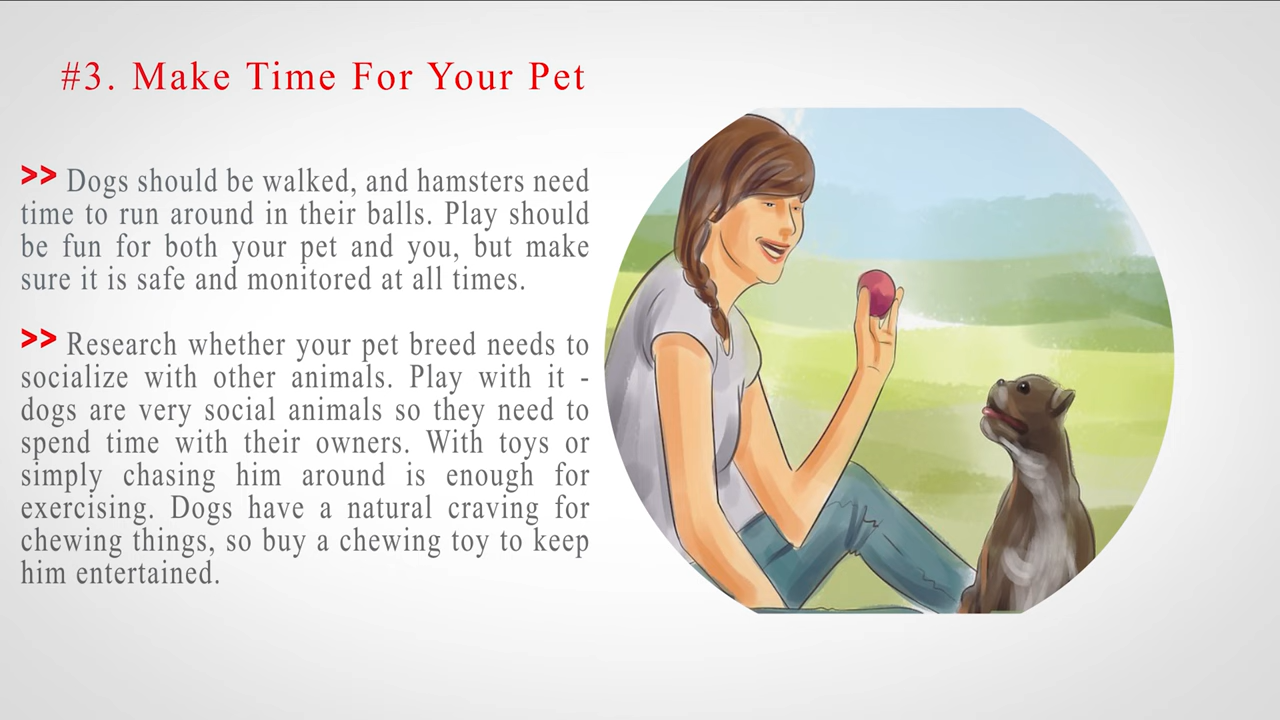 #3. Make Time For Your Pet
>> Dogs should be walked, and hamsters need
time to run around in their balls. Play should
be fun for both your pet and you, but make
sure it is safe and monitored at all times.
>> Research whether your pet breed needs to
socialize with other animals. Play with it -
dogs are very social animals so they need to
spend time with their owners. With toys or
simply chasing him around is enough for
exercising. Dogs have a natural craving for
chewing things, so buy a chewing toy to keep
him entertained.